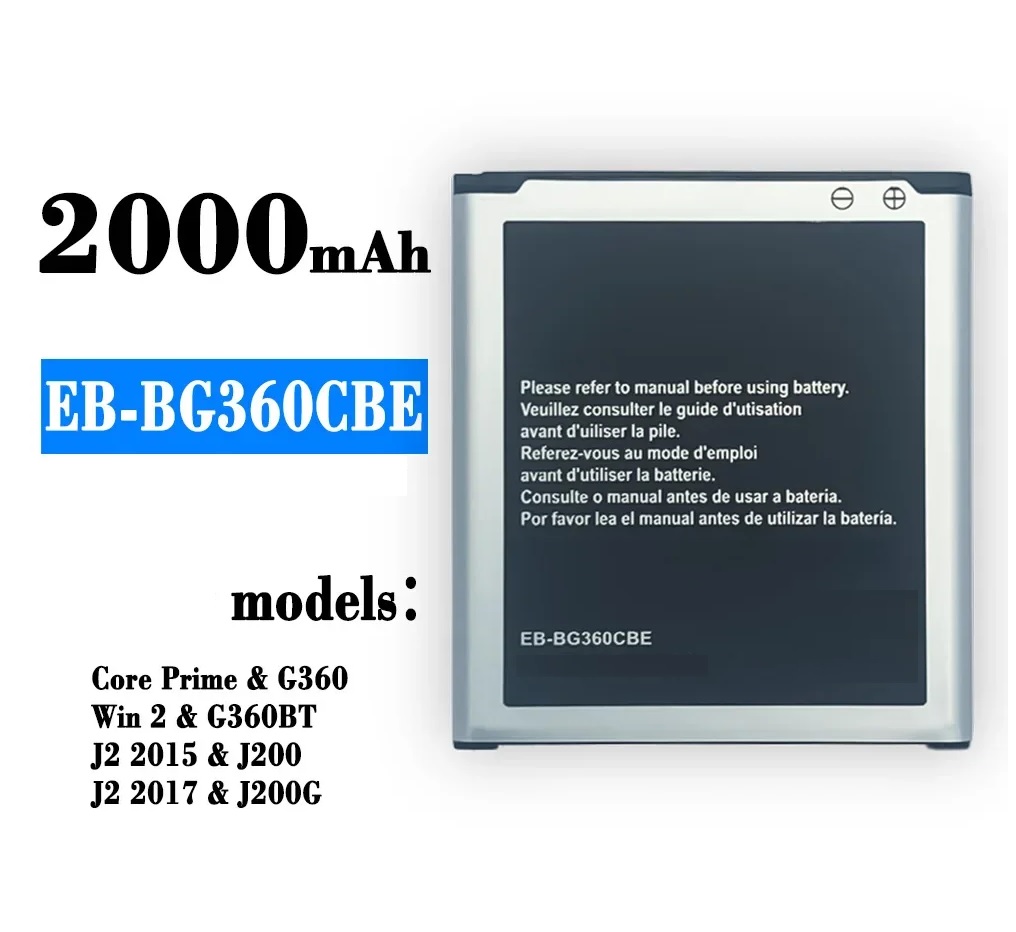 2000mAh
EB-BG360CBE
models:
Core Prime & G360
Win 2 & G360BT
J2 2015 & J200
J2 2017 & J200G
⊖ ⊕
Please refer to manual before using battery.
Veuillez consulter le guide d'utisation
avant d'uiliser la pile.
Referez-vous au mode d'emploi
avant d'utiliser la batterie.
Consulte o manual antes de usar a bateria.
Por favor lea el manual antes de utilizar la batería.
EB-BG360CBE